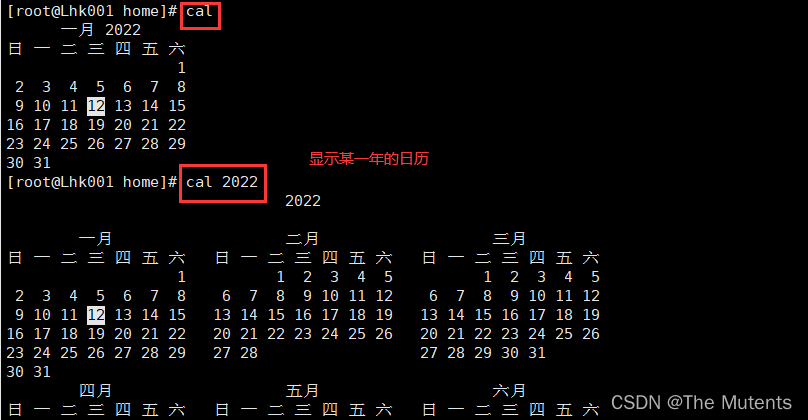 [root@Lhk001 home]# cal
一月 2022
日 一 二 三 四 五 六
1
2 3 4 5 6 7 8
9 10 11 12 13 14 15
16 17 18 19 20 21 22
23 24 25 26 27 28 29
30 31
显示某一年的日历
[root@Lhk001 home]# cal 2022
2022
一月 二月 三月
日 一 二 三 四 五 六 日 一 二 三 四 五 六 日 一 二 三 四 五 六
1 1 2 3 4 5 1 2 3 4 5
2 3 4 5 6 7 8 6 7 8 9 10 11 12 6 7 8 9 10 11 12
9 10 11 12 13 14 15 13 14 15 16 17 18 19 13 14 15 16 17 18 19
16 17 18 19 20 21 22 20 21 22 23 24 25 26 20 21 22 23 24 25 26
23 24 25 26 27 28 29 27 28 27 28 29 30 31
30 31
四月 五月 六月
日 一 二 三 四 五 六 日 一 二 三 四 五 六 日 一 二 三 四 五 六
CSDN @The Mutents